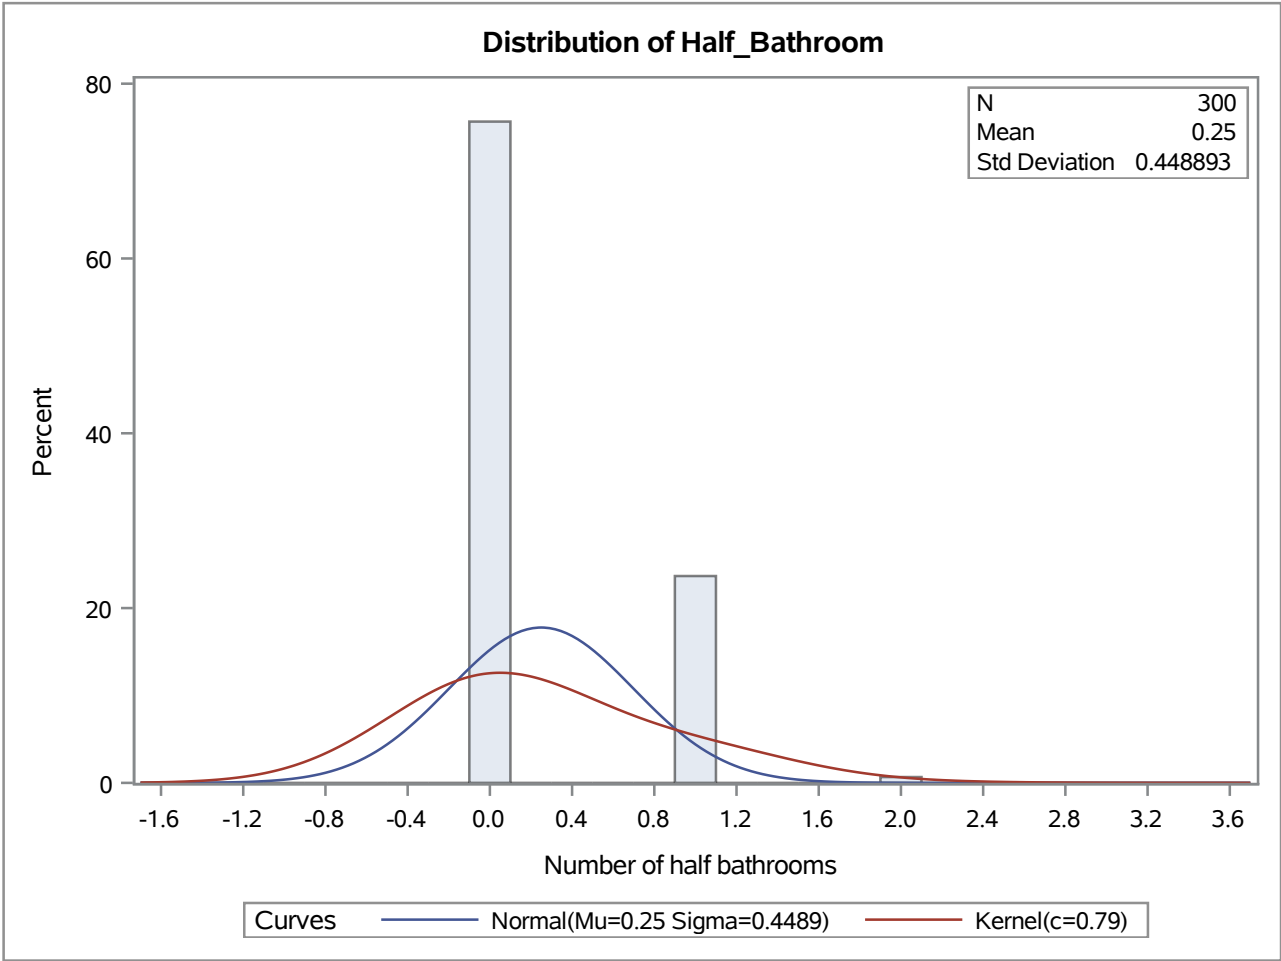 Distribution of Half_Bathroom
N 300
Mean 0.25
Std Deviation 0.448893
80
60
40
20
0
Percent
-1.6 -1.2 -0.8 -0.4 0.0 0.4 0.8 1.2 1.6 2.0 2.4 2.8 3.2 3.6
Number of half bathrooms
Curves Normal(Mu=0.25 Sigma=0.4489) Kernel(c=0.79)